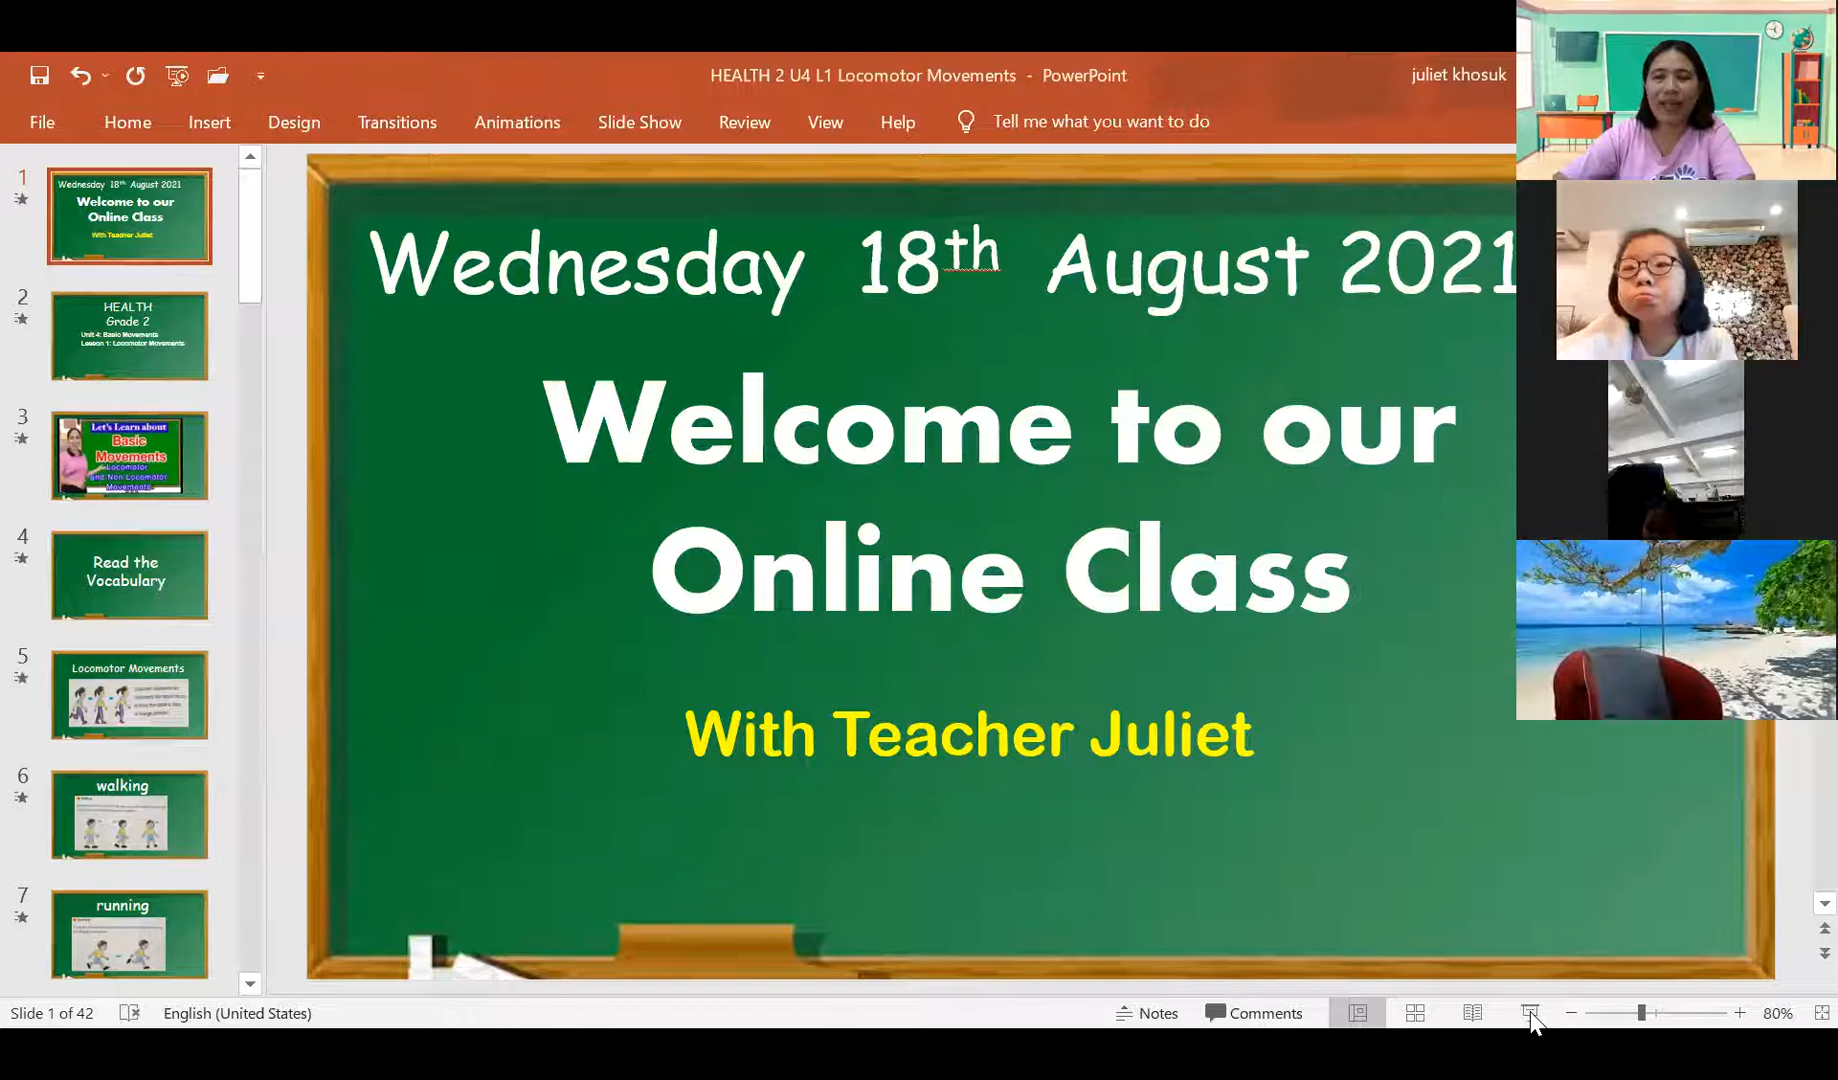 HEALTH 2 U4 L1 Locomotor Movements - PowerPoint
juliet khosuk
File Home Insert Design Transitions Animations Slide Show Review View Help Tell me what you want to do
1
Wednesday 18th August 2021
Welcome to our
Online Class
With Teacher Juliet
2
HEALTH
Grade 2
Unit 4: Basic Movements
Lesson 1: Locomotor Movements
3
Let's Learn about
Basic
Movements
Locomotor
and Non Locomotor
Movements
4
Read the
Vocabulary
5
Locomotor Movements
6
walking
7
running
Wednesday 18th August 2021
Welcome to our
Online Class
With Teacher Juliet
Slide 1 of 42
English (United States)
Notes
Comments
80%